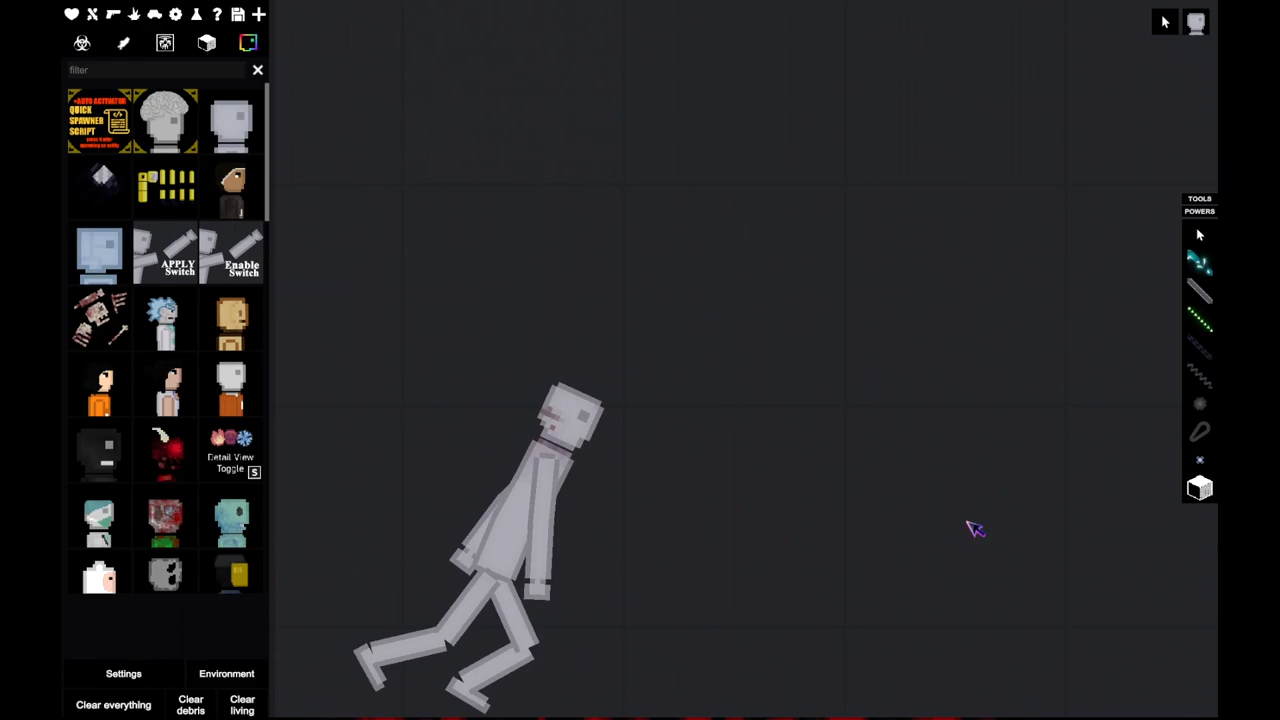 ?
filter
+AUTO ACTIVATOR
QUICK
SPAWNER
SCRIPT
APPLY
Switch
Enable
Switch
Detail View
Toggle
S
TOOLS
POWERS
Settings
Environment
Clear everything
Clear
debris
Clear
living